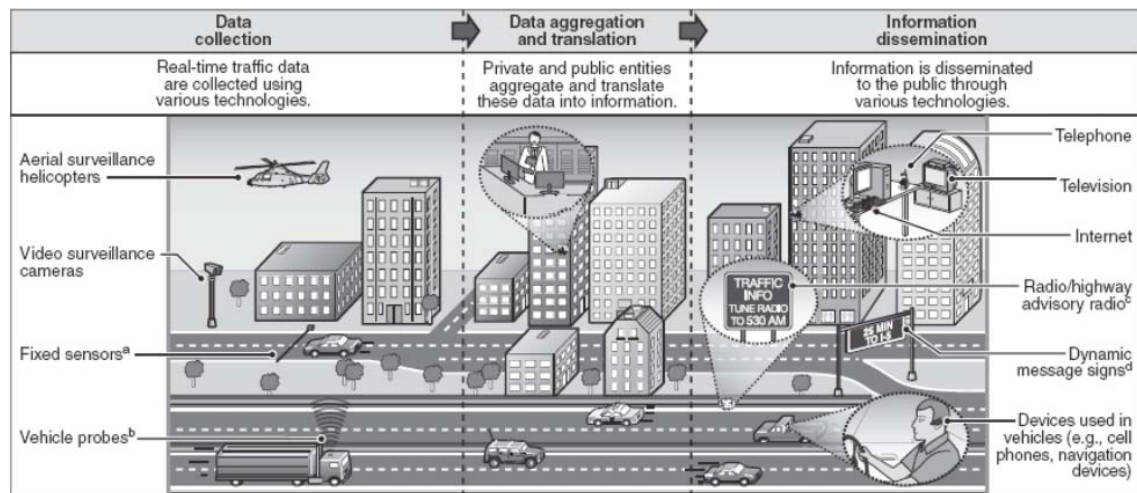 Data
collection
Data aggregation
and translation
Information
dissemination
Real-time traffic data
are collected using
various technologies.
Private and public entities
aggregate and translate
these data into information.
Information is disseminated
to the public through
various technologies.
Aerial surveillance
helicopters
Video surveillance
cameras
Fixed sensorsᵃ
Vehicle probesᵇ
TRAFFIC
INFO
TUNE RADIO
TO 530 AM
25 MIN
TO I-5
Telephone
Television
Internet
Radio/highway
advisory radioᶜ
Dynamic
message signsᵈ
Devices used in
vehicles (e.g., cell
phones, navigation
devices)